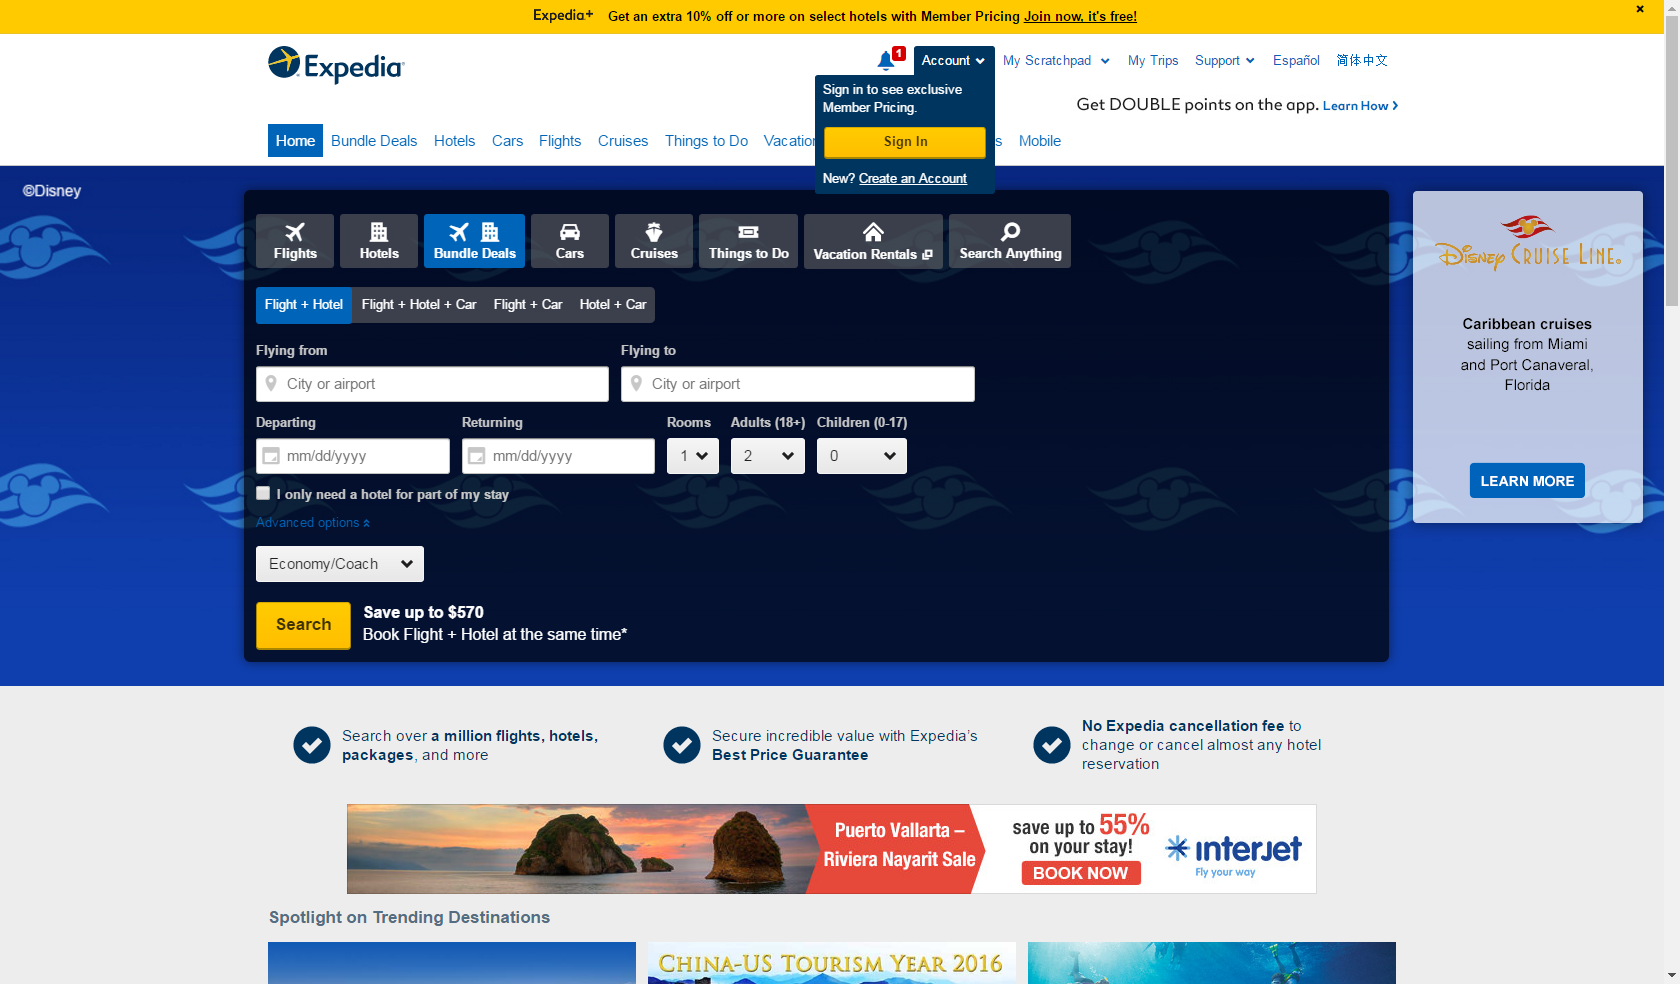 Expedia+ Get an extra 10% off or more on select hotels with Member Pricing Join now, it's free!
Expedia
1
Account
My Scratchpad
My Trips
Support
Español
简体中文
Sign in to see exclusive
Member Pricing.
Sign In
New? Create an Account
Get DOUBLE points on the app. Learn How
Home
Bundle Deals
Hotels
Cars
Flights
Cruises
Things to Do
Mobile
©Disney
Flights
Hotels
Bundle Deals
Cars
Cruises
Things to Do
Vacation Rentals
Search Anything
Flight + Hotel
Flight + Hotel + Car
Flight + Car
Hotel + Car
Flying from
Flying to
City or airport
City or airport
Departing
Returning
Rooms
Adults (18+)
Children (0-17)
mm/dd/yyyy
mm/dd/yyyy
1
2
0
I only need a hotel for part of my stay
Advanced options
Economy/Coach
Search
Save up to $570
Book Flight + Hotel at the same time*
Disney Cruise Line
Caribbean cruises
sailing from Miami
and Port Canaveral,
Florida
LEARN MORE
Search over a million flights, hotels,
packages, and more
Secure incredible value with Expedia's
Best Price Guarantee
No Expedia cancellation fee to
change or cancel almost any hotel
reservation
Puerto Vallarta –
Riviera Nayarit Sale
save up to 55%
on your stay!
BOOK NOW
interjet
Fly your way
Spotlight on Trending Destinations
China-US Tourism Year 2016